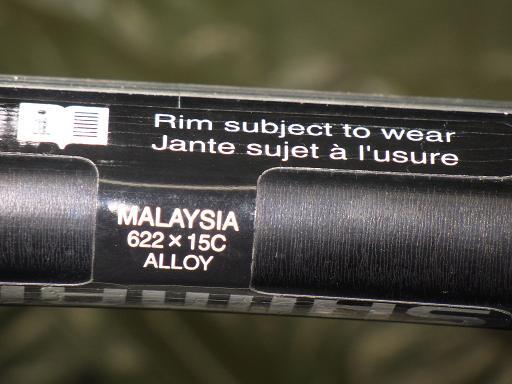 Rim subject to wear
Jante sujet à l'usure
MALAYSIA
622 × 15C
ALLOY